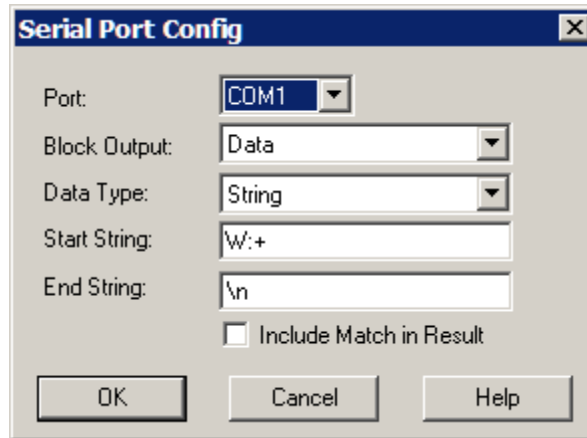 Serial Port Config
Port: COM1
Block Output: Data
Data Type: String
Start String: W:+
End String: \n
Include Match in Result
OK Cancel Help